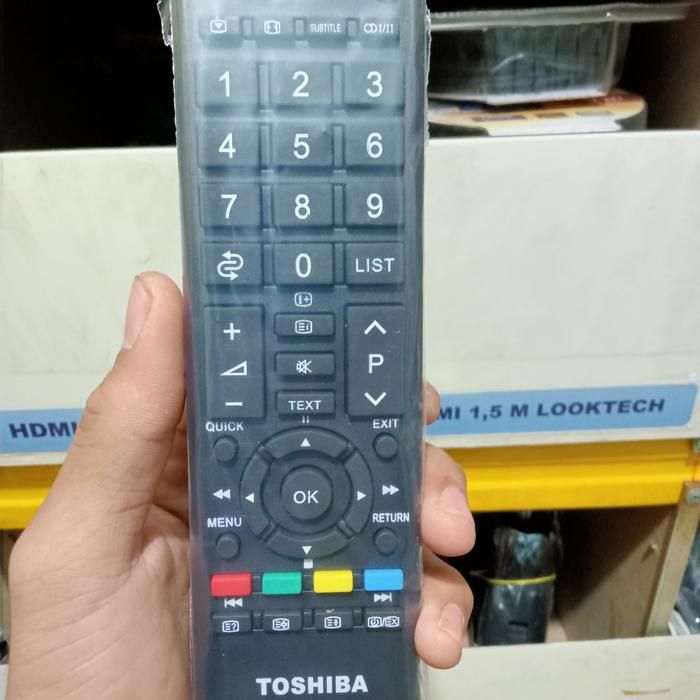 SUBTITLE I/II
1 2 3
4 5 6
7 8 9
0 LIST
+ P
−
TEXT
QUICK EXIT
OK
MENU RETURN
TOSHIBA
HDMI
MI 1,5 M LOOKTECH